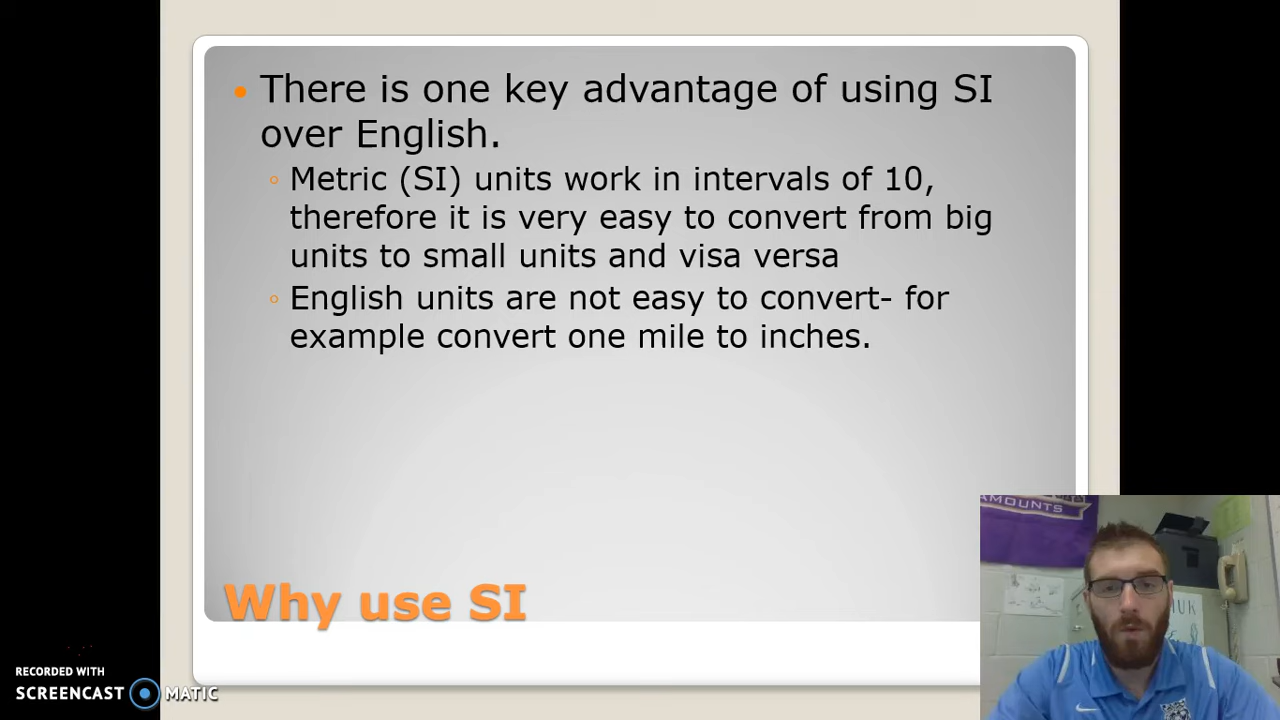 There is one key advantage of using SI
over English.
Metric (SI) units work in intervals of 10,
therefore it is very easy to convert from big
units to small units and visa versa
English units are not easy to convert- for
example convert one mile to inches.
Why use SI
AMOUNTS
MUK
RECORDED WITH
SCREENCAST MATIC